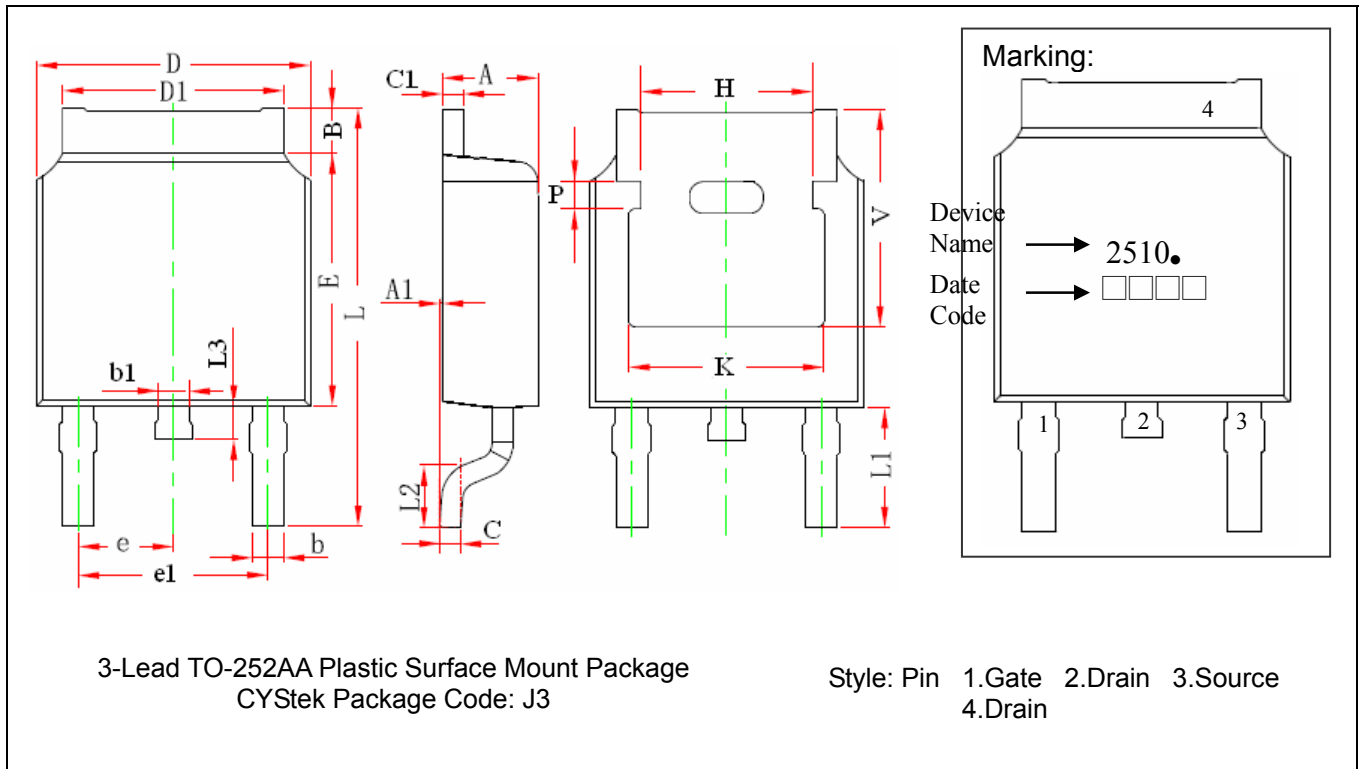 D
D1
B
E
L
L3
b1
e
e1
b
C1
A
A1
L2
C
H
P
V
K
L1
Marking:
4
Device
Name
2510●
Date
Code
□□□□
1
2
3
3-Lead TO-252AA Plastic Surface Mount Package
CYStek Package Code: J3
Style: Pin 1.Gate 2.Drain 3.Source
4.Drain